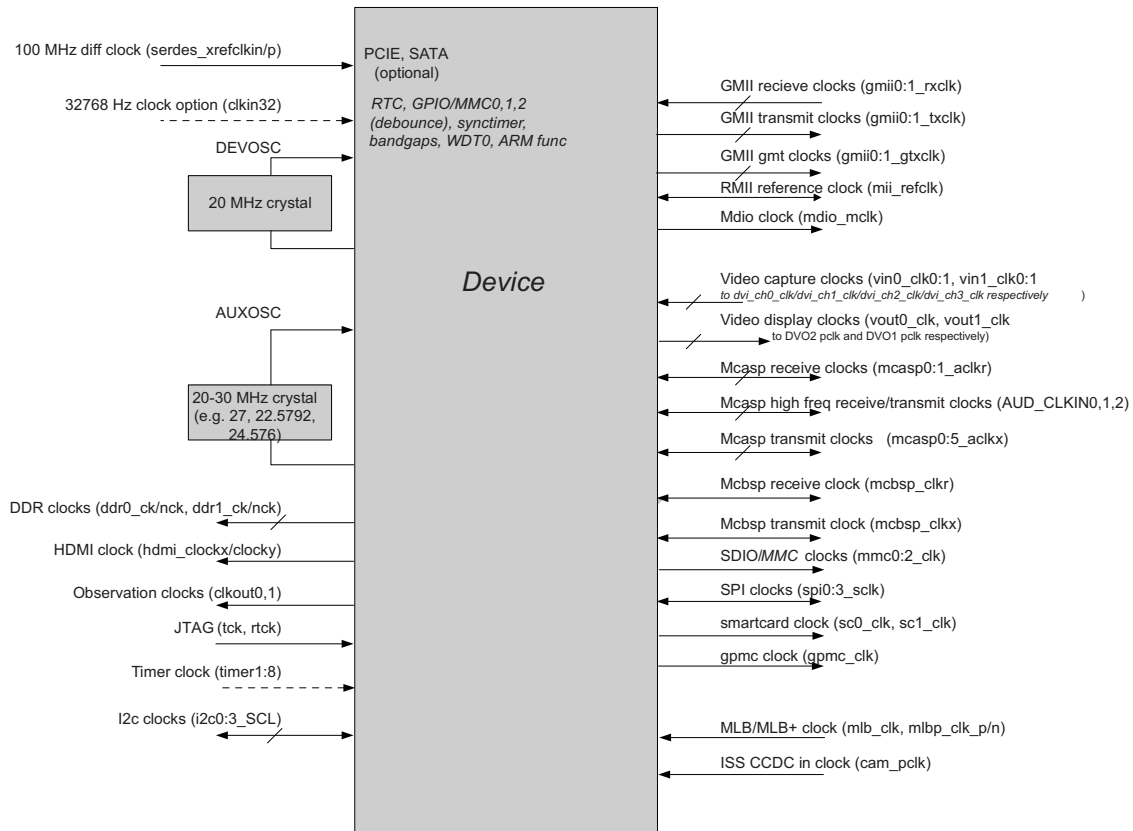 100 MHz diff clock (serdes_xrefclkin/p)
PCIE, SATA
(optional)
32768 Hz clock option (clkin32)
RTC, GPIO/MMC0,1,2
(debounce), synctimer,
bandgaps, WDT0, ARM func
DEVOSC
20 MHz crystal
Device
AUXOSC
20-30 MHz crystal
(e.g. 27, 22.5792,
24.576)
DDR clocks (ddr0_ck/nck, ddr1_ck/nck)
HDMI clock (hdmi_clockx/clocky)
Observation clocks (clkout0,1)
JTAG (tck, rtck)
Timer clock (timer1:8)
I2c clocks (i2c0:3_SCL)
GMII recieve clocks (gmii0:1_rxclk)
GMII transmit clocks (gmii0:1_txclk)
GMII gmt clocks (gmii0:1_gtxclk)
RMII reference clock (mii_refclk)
Mdio clock (mdio_mclk)
Video capture clocks (vin0_clk0:1, vin1_clk0:1
to dvi_ch0_clk/dvi_ch1_clk/dvi_ch2_clk/dvi_ch3_clk respectively )
Video display clocks (vout0_clk, vout1_clk
to DVO2 pclk and DVO1 pclk respectively)
Mcasp receive clocks (mcasp0:1_aclkr)
Mcasp high freq receive/transmit clocks (AUD_CLKIN0,1,2)
Mcasp transmit clocks (mcasp0:5_aclkx)
Mcbsp receive clock (mcbsp_clkr)
Mcbsp transmit clock (mcbsp_clkx)
SDIO/MMC clocks (mmc0:2_clk)
SPI clocks (spi0:3_sclk)
smartcard clock (sc0_clk, sc1_clk)
gpmc clock (gpmc_clk)
MLB/MLB+ clock (mlb_clk, mlbp_clk_p/n)
ISS CCDC in clock (cam_pclk)